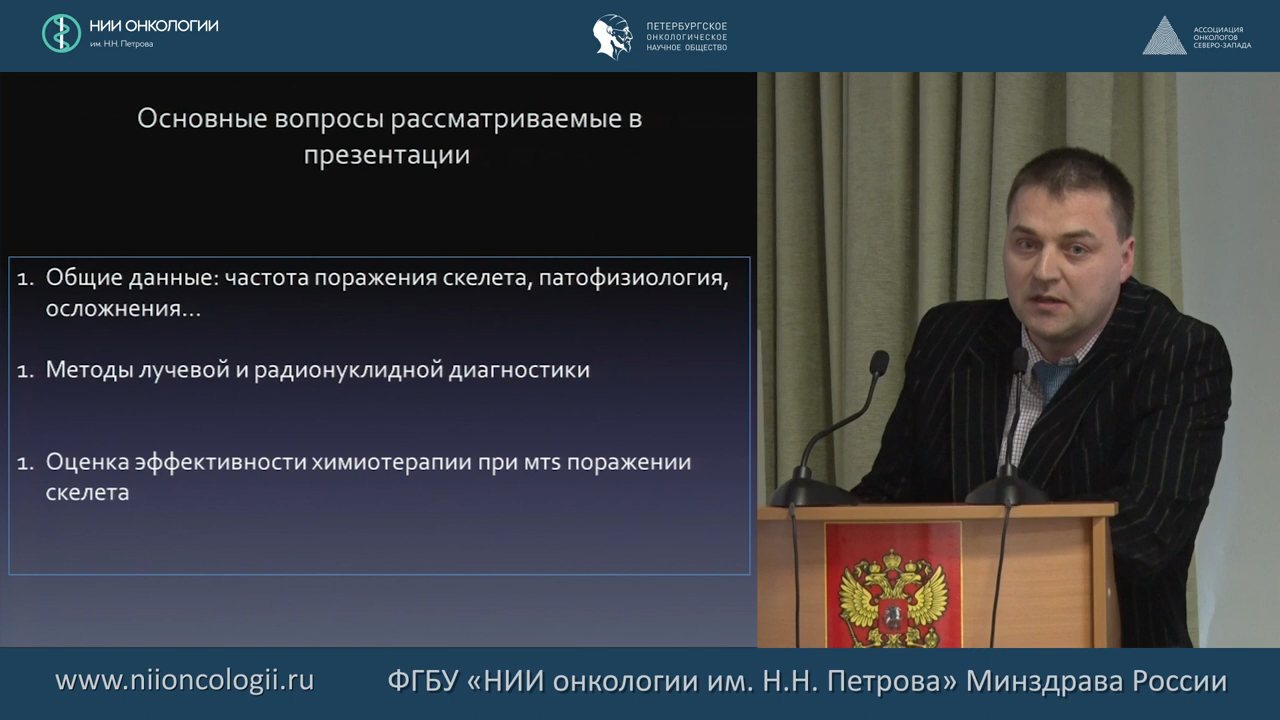 НИИ ОНКОЛОГИИ
им. Н.Н. Петрова
ПЕТЕРБУРГСКОЕ
ОНКОЛОГИЧЕСКОЕ
НАУЧНОЕ ОБЩЕСТВО
АССОЦИАЦИЯ
ОНКОЛОГОВ
СЕВЕРО-ЗАПАДА
Основные вопросы рассматриваемые в
презентации
1. Общие данные: частота поражения скелета, патофизиология,
осложнения...
1. Методы лучевой и радионуклидной диагностики
1. Оценка эффективности химиотерапии при мтs поражении
скелета
www.niioncologii.ru
ФГБУ «НИИ онкологии им. Н.Н. Петрова» Минздрава России